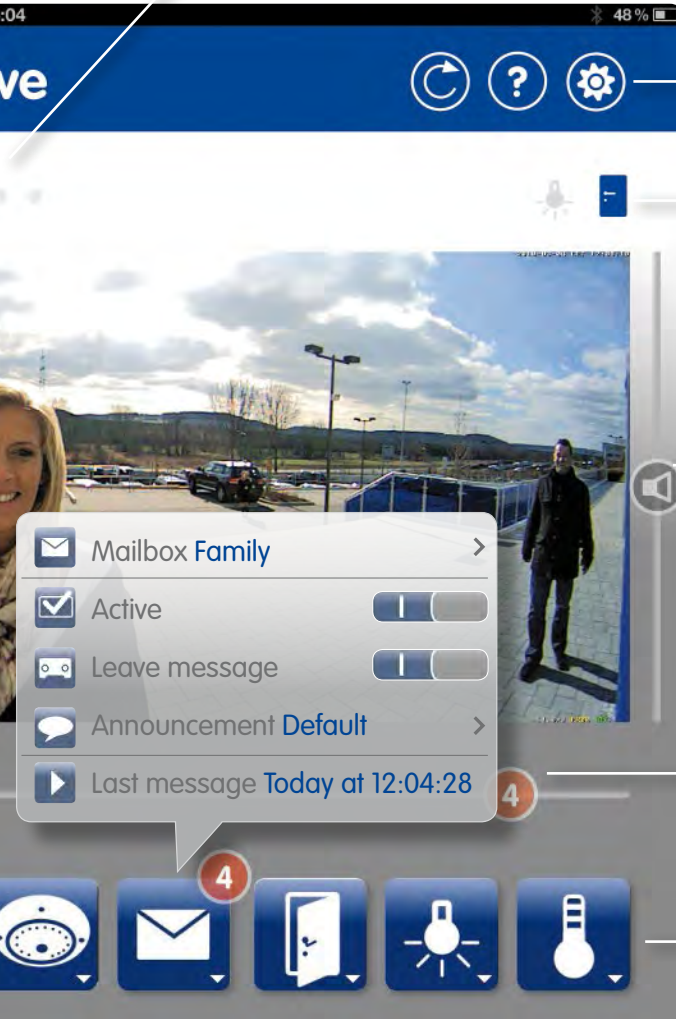 :04
48 %
ve
?
Mailbox Family
Active
Leave message
Announcement Default
Last message Today at 12:04:28
4
4